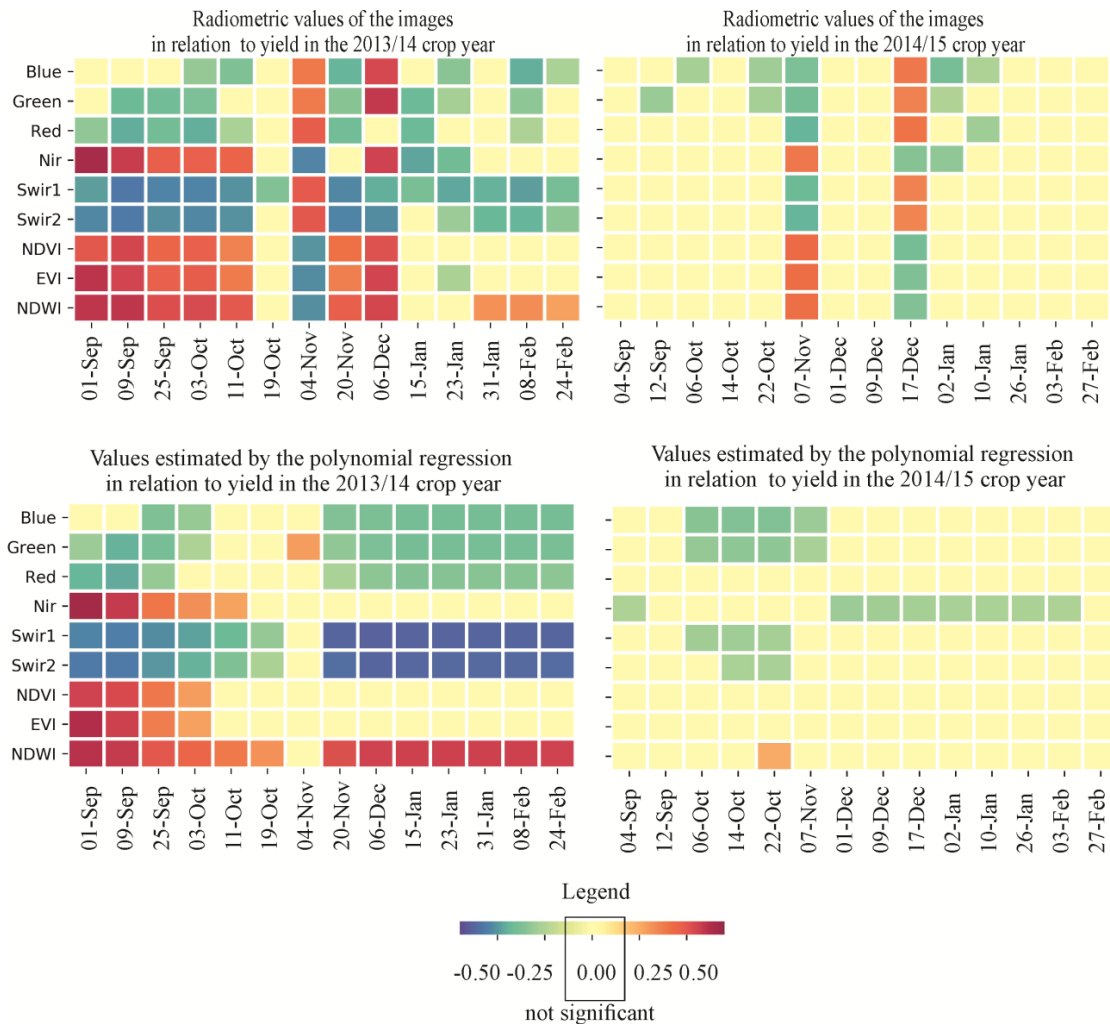 Radiometric values of the images
in relation to yield in the 2013/14 crop year
Radiometric values of the images
in relation to yield in the 2014/15 crop year
Blue
Green
Red
Nir
Swir1
Swir2
NDVI
EVI
NDWI
01-Sep
09-Sep
25-Sep
03-Oct
11-Oct
19-Oct
04-Nov
20-Nov
06-Dec
15-Jan
23-Jan
31-Jan
08-Feb
24-Feb
04-Sep
12-Sep
06-Oct
14-Oct
22-Oct
07-Nov
01-Dec
09-Dec
17-Dec
02-Jan
10-Jan
26-Jan
03-Feb
27-Feb
Values estimated by the polynomial regression
in relation to yield in the 2013/14 crop year
Values estimated by the polynomial regression
in relation to yield in the 2014/15 crop year
Blue
Green
Red
Nir
Swir1
Swir2
NDVI
EVI
NDWI
01-Sep
09-Sep
25-Sep
03-Oct
11-Oct
19-Oct
04-Nov
20-Nov
06-Dec
15-Jan
23-Jan
31-Jan
08-Feb
24-Feb
04-Sep
12-Sep
06-Oct
14-Oct
22-Oct
07-Nov
01-Dec
09-Dec
17-Dec
02-Jan
10-Jan
26-Jan
03-Feb
27-Feb
Legend
-0.50 -0.25 0.00 0.25 0.50
not significant